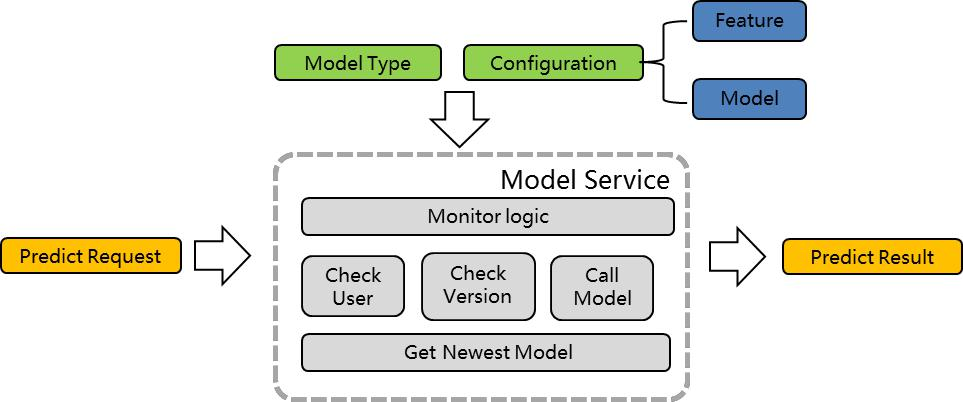 Feature
Model Type
Configuration
Model
Model Service
Monitor logic
Predict Request
Check
User
Check
Version
Call
Model
Predict Result
Get Newest Model